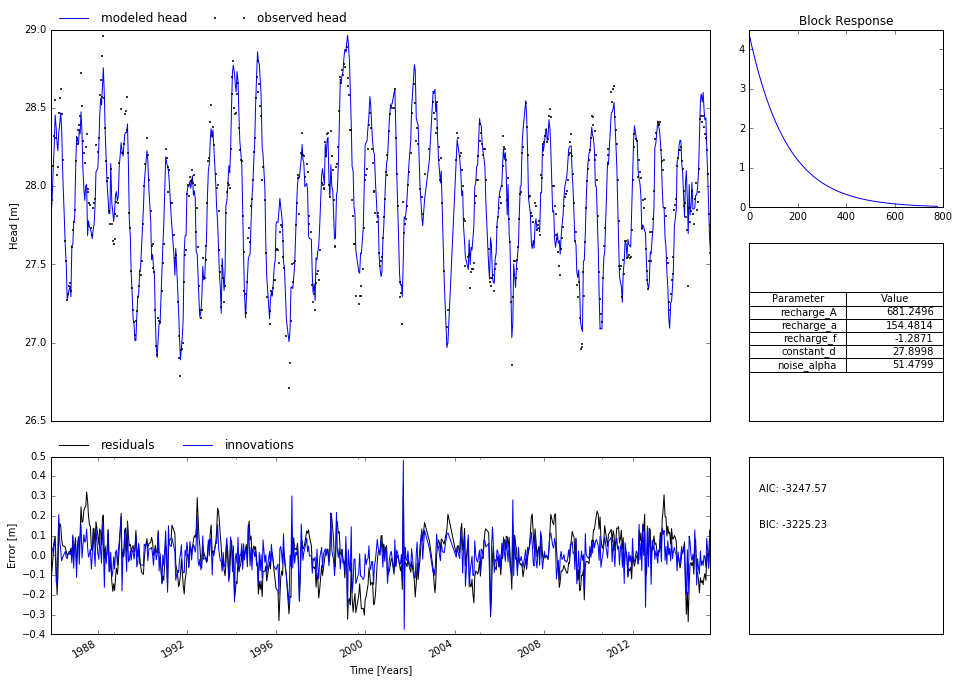 modeled head observed head
29.0
28.5
28.0
27.5
27.0
26.5
Head [m]
Block Response
4
3
2
1
0
0 200 400 600 800
Parameter Value
recharge_A 681.2496
recharge_a 154.4814
recharge_f -1.2871
constant_d 27.8998
noise_alpha 51.4799
residuals innovations
0.5
0.4
0.3
0.2
0.1
0.0
−0.1
−0.2
−0.3
−0.4
Error [m]
1988 1992 1996 2000 2004 2008 2012
Time [Years]
AIC: -3247.57
BIC: -3225.23